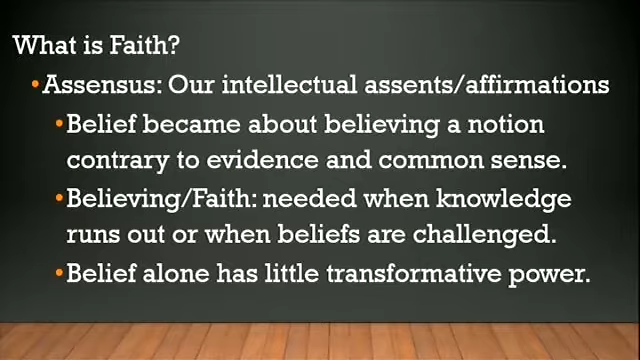 What is Faith?
•Assensus: Our intellectual assents/affirmations
•Belief became about believing a notion
contrary to evidence and common sense.
•Believing/Faith: needed when knowledge
runs out or when beliefs are challenged.
•Belief alone has little transformative power.